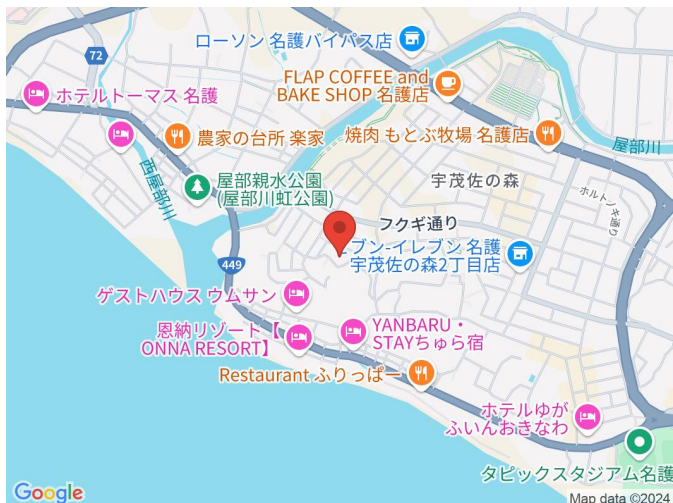 ローソン 名護バイパス店
72
FLAP COFFEE and
BAKE SHOP 名護店
ホテルトーマス 名護
農家の台所 楽家
焼肉 もとぶ牧場 名護店
屋部川
西屋部川
屋部親水公園
(屋部川虹公園)
宇茂佐の森
ホルトノキ通り
フクギ通り
ブン-イレブン 名護
宇茂佐の森2丁目店
449
ゲストハウス ウムサン
恩納リゾート【
ONNA RESORT】
YANBARU・
STAYちゅら宿
Restaurant ふりっぱー
ホテルゆが
ふいんおきなわ
タピックスタジアム名護
Google
Map data ©2024